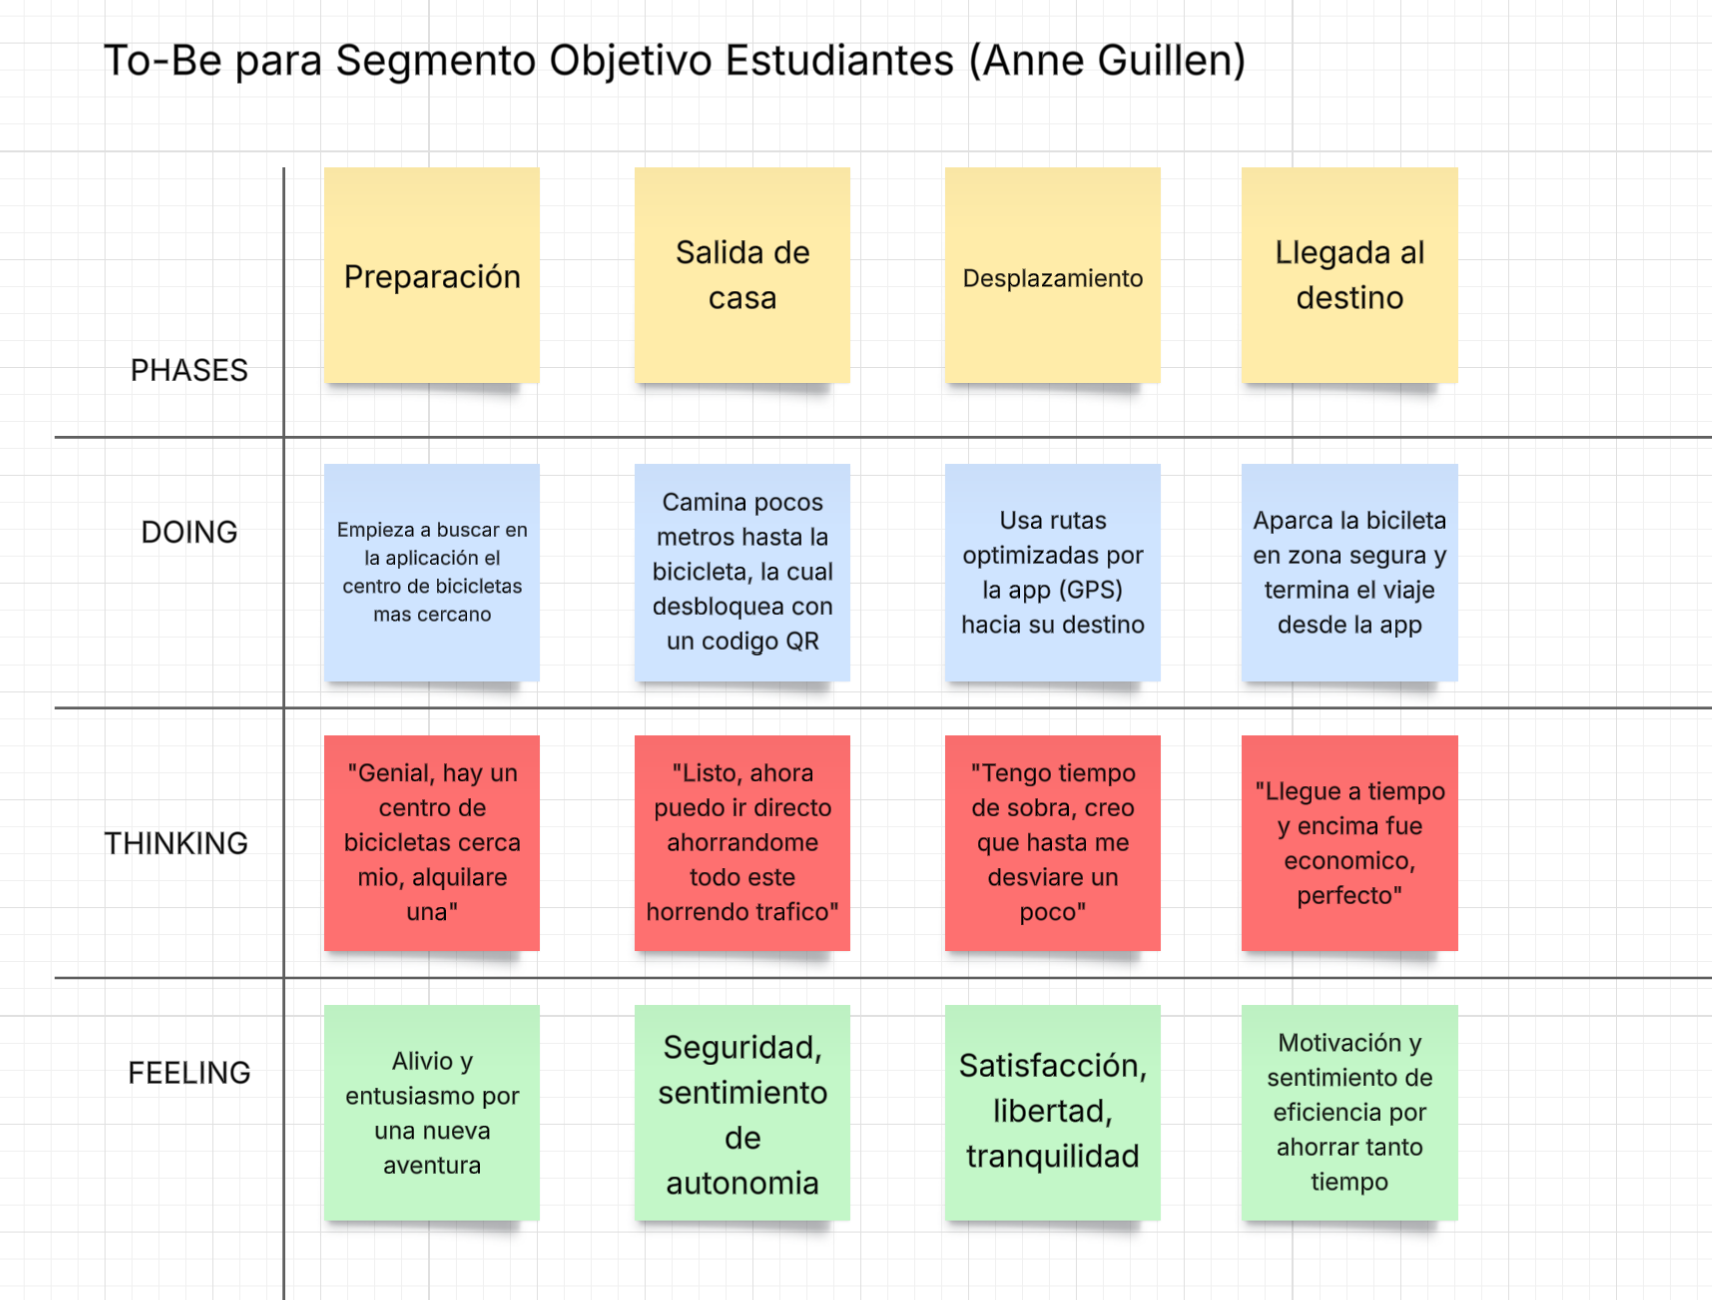 To-Be para Segmento Objetivo Estudiantes (Anne Guillen)
PHASES
Preparación
Salida de
casa
Desplazamiento
Llegada al
destino
DOING
Empieza a buscar en
la aplicación el
centro de bicicletas
mas cercano
Camina pocos
metros hasta la
bicicleta, la cual
desbloquea con
un codigo QR
Usa rutas
optimizadas por
la app (GPS)
hacia su destino
Aparca la bicileta
en zona segura y
termina el viaje
desde la app
THINKING
"Genial, hay un
centro de
bicicletas cerca
mio, alquilare
una"
"Listo, ahora
puedo ir directo
ahorrandome
todo este
horrendo trafico"
"Tengo tiempo
de sobra, creo
que hasta me
desviare un
poco"
"Llegue a tiempo
y encima fue
economico,
perfecto"
FEELING
Alivio y
entusiasmo por
una nueva
aventura
Seguridad,
sentimiento
de
autonomia
Satisfacción,
libertad,
tranquilidad
Motivación y
sentimiento de
eficiencia por
ahorrar tanto
tiempo